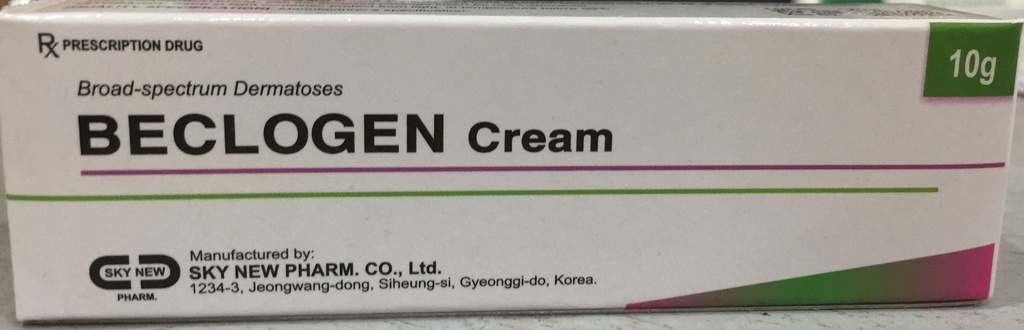 Rx PRESCRIPTION DRUG
10g
Broad-spectrum Dermatoses
BECLOGEN Cream
Manufactured by:
SKY NEW PHARM. CO., Ltd.
1234-3, Jeongwang-dong, Siheung-si, Gyeonggi-do, Korea.
SKY NEW
PHARM.